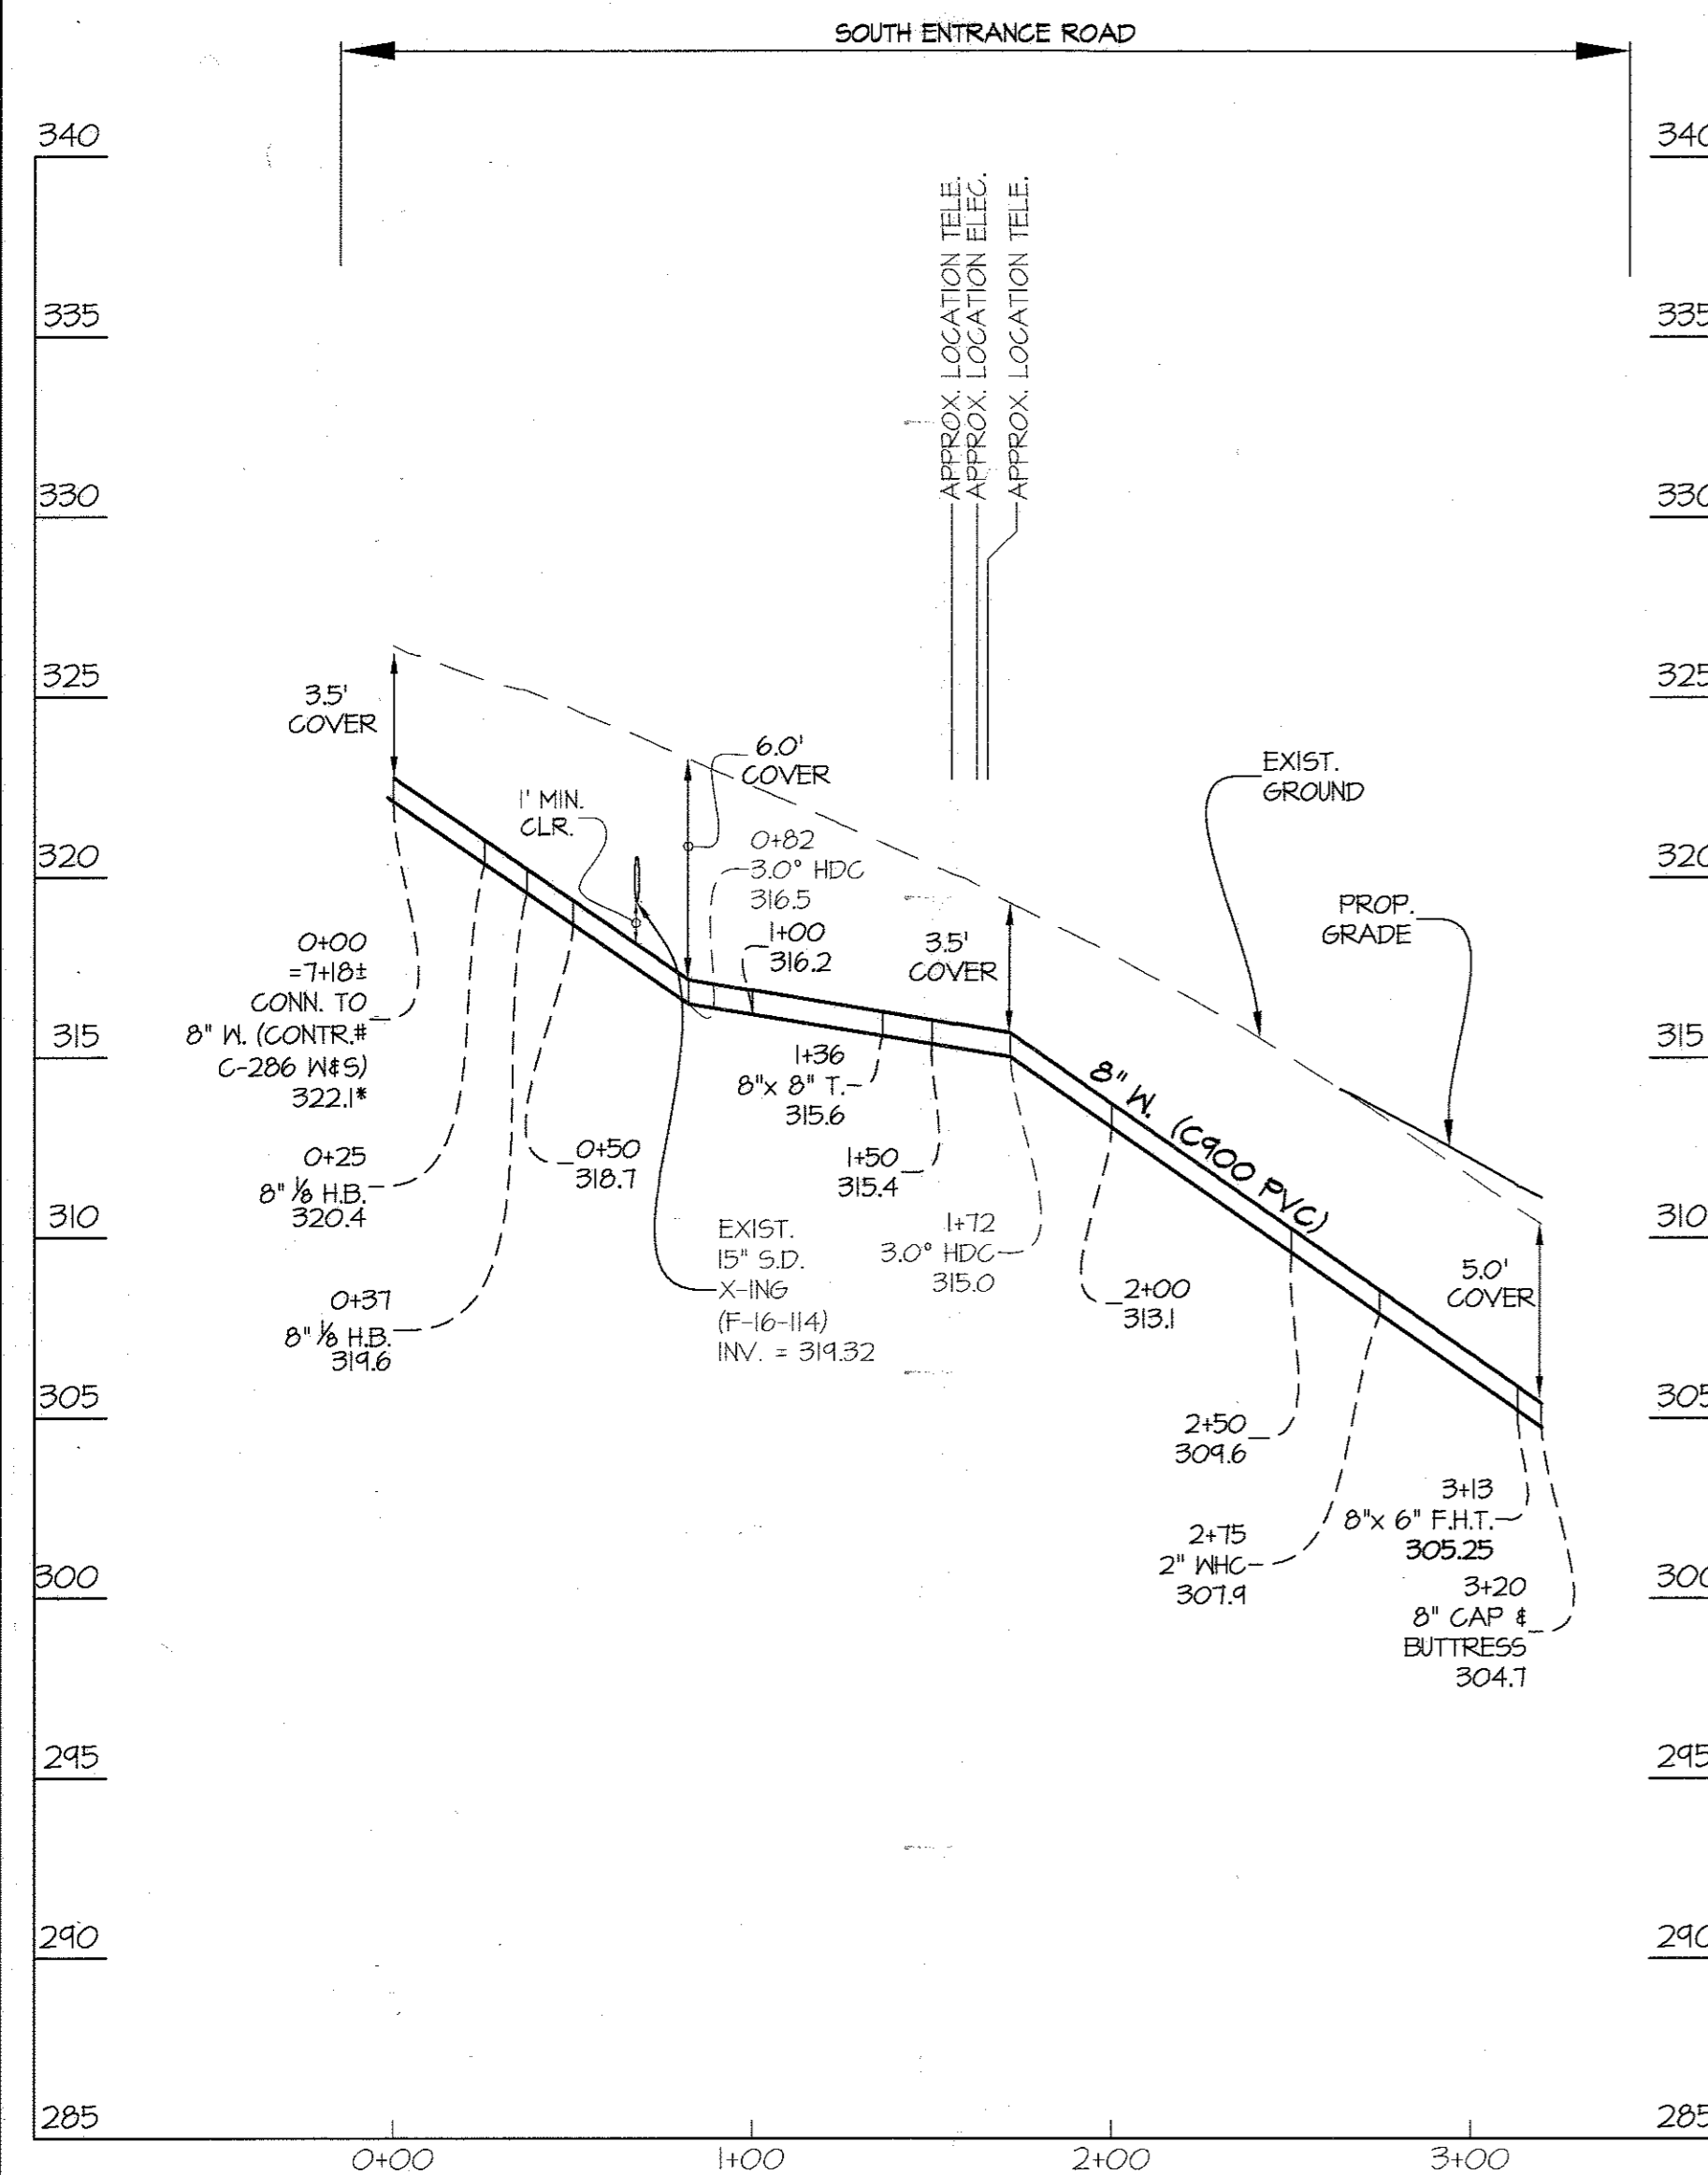 SOUTH ENTRANCE ROAD
340
340
APPROX. LOCATION TELE.
APPROX. LOCATION ELEC.
APPROX. LOCATION TELE.
335
335
330
330
325
325
3.5'
COVER
6.0'
COVER
EXIST.
GROUND
1' MIN.
CLR.
320
320
0+82
3.0° HDC
316.5
PROP.
GRADE
1+00
316.2
3.5'
COVER
0+00
=7+18±
CONN. TO
8" W. (CONTR.#
C-286 W&S)
322.1*
315
315
1+36
8"x 8" T.
315.6
8" W. (C900 PVC)
0+25
8" 1/8 H.B.
320.4
0+50
318.7
1+50
315.4
310
310
EXIST.
15" S.D.
X-ING
(F-16-114)
INV. = 319.32
1+72
3.0° HDC
315.0
5.0'
COVER
0+37
8" 1/8 H.B.
319.6
2+00
313.1
305
305
2+50
309.6
3+13
8"x 6" F.H.T.
305.25
2+75
2" WHC
307.9
300
300
3+20
8" CAP &
BUTTRESS
304.7
295
295
290
290
285
285
0+00
1+00
2+00
3+00